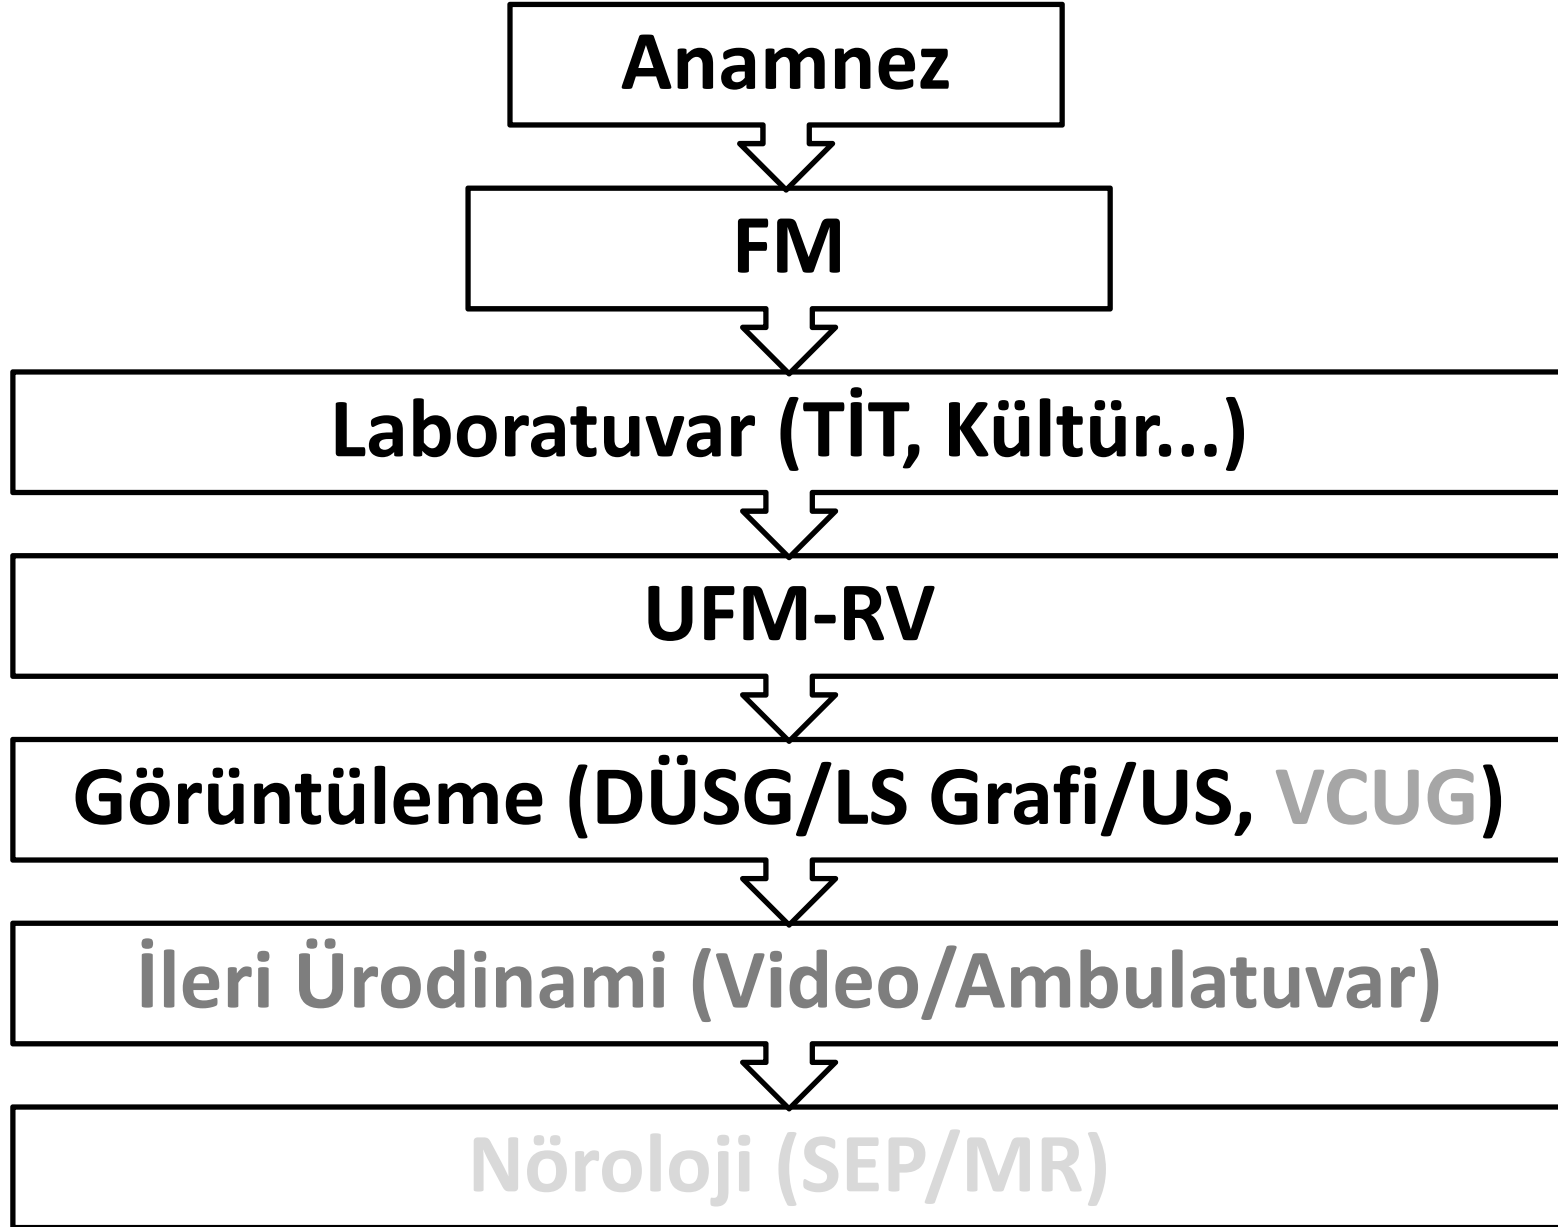 Anamnez
FM
Laboratuvar (TİT, Kültür...)
UFM-RV
Görüntüleme (DÜSG/LS Grafi/US, VCUG)
İleri Ürodinami (Video/Ambulatuvar)
Nöroloji (SEP/MR)